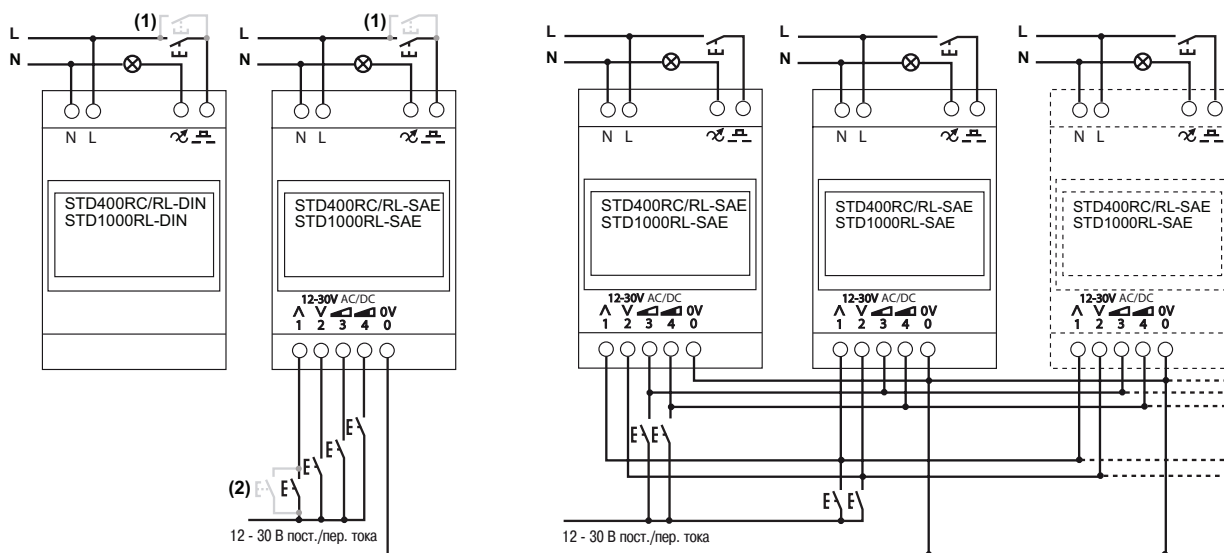 (1) (1)
L L L L L
N N N N N
N L N L N L N L N L
STD400RC/RL-DIN
STD1000RL-DIN
STD400RC/RL-SAE
STD1000RL-SAE
STD400RC/RL-SAE
STD1000RL-SAE
STD400RC/RL-SAE
STD1000RL-SAE
STD400RC/RL-SAE
STD1000RL-SAE
12-30V AC/DC
0V
1 2 3 4 0
12-30V AC/DC
0V
1 2 3 4 0
12-30V AC/DC
0V
1 2 3 4 0
12-30V AC/DC
0V
1 2 3 4 0
(2)
12 - 30 В пост./пер. тока
12 - 30 В пост./пер. тока